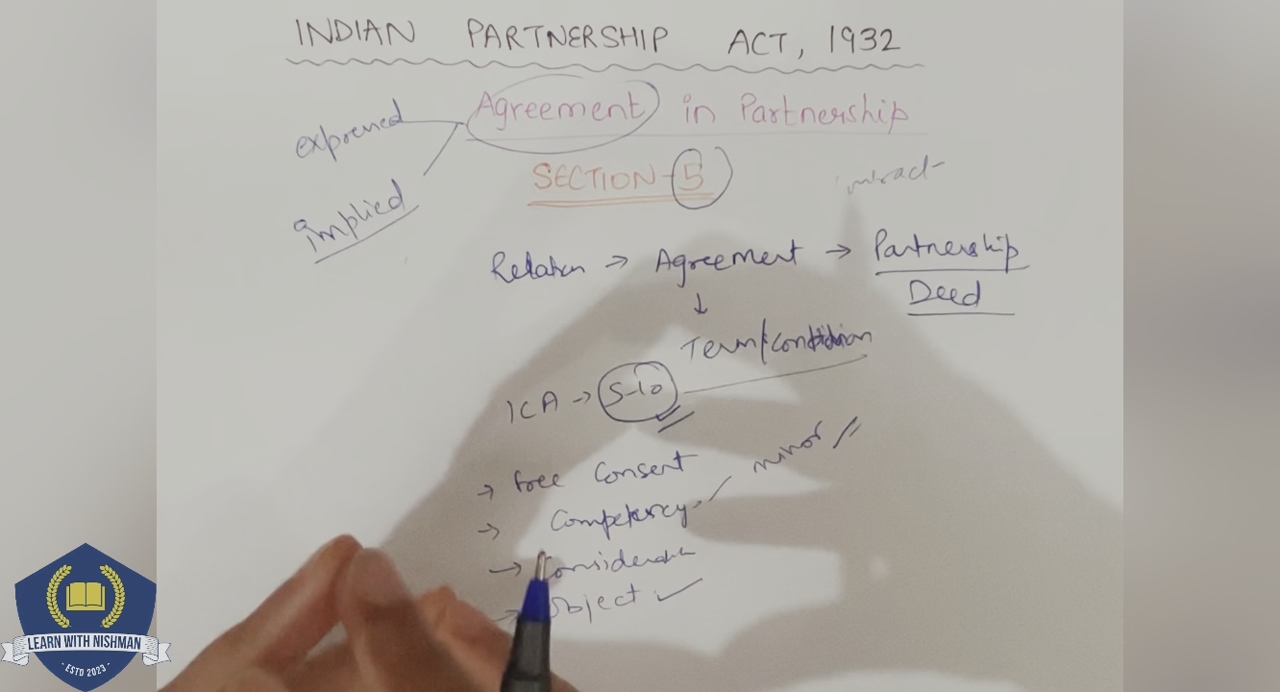 INDIAN PARTNERSHIP ACT, 1932
Agreement in Partnership
expressed
SECTION-5
implied
Relation → Agreement → Partnership
Deed
↓
Term/condition
ICA → S-10
→ free Consent
→ Competency minor
→ Consideration
→ Object
LEARN WITH NISHMAN
- ESTD 2023 -